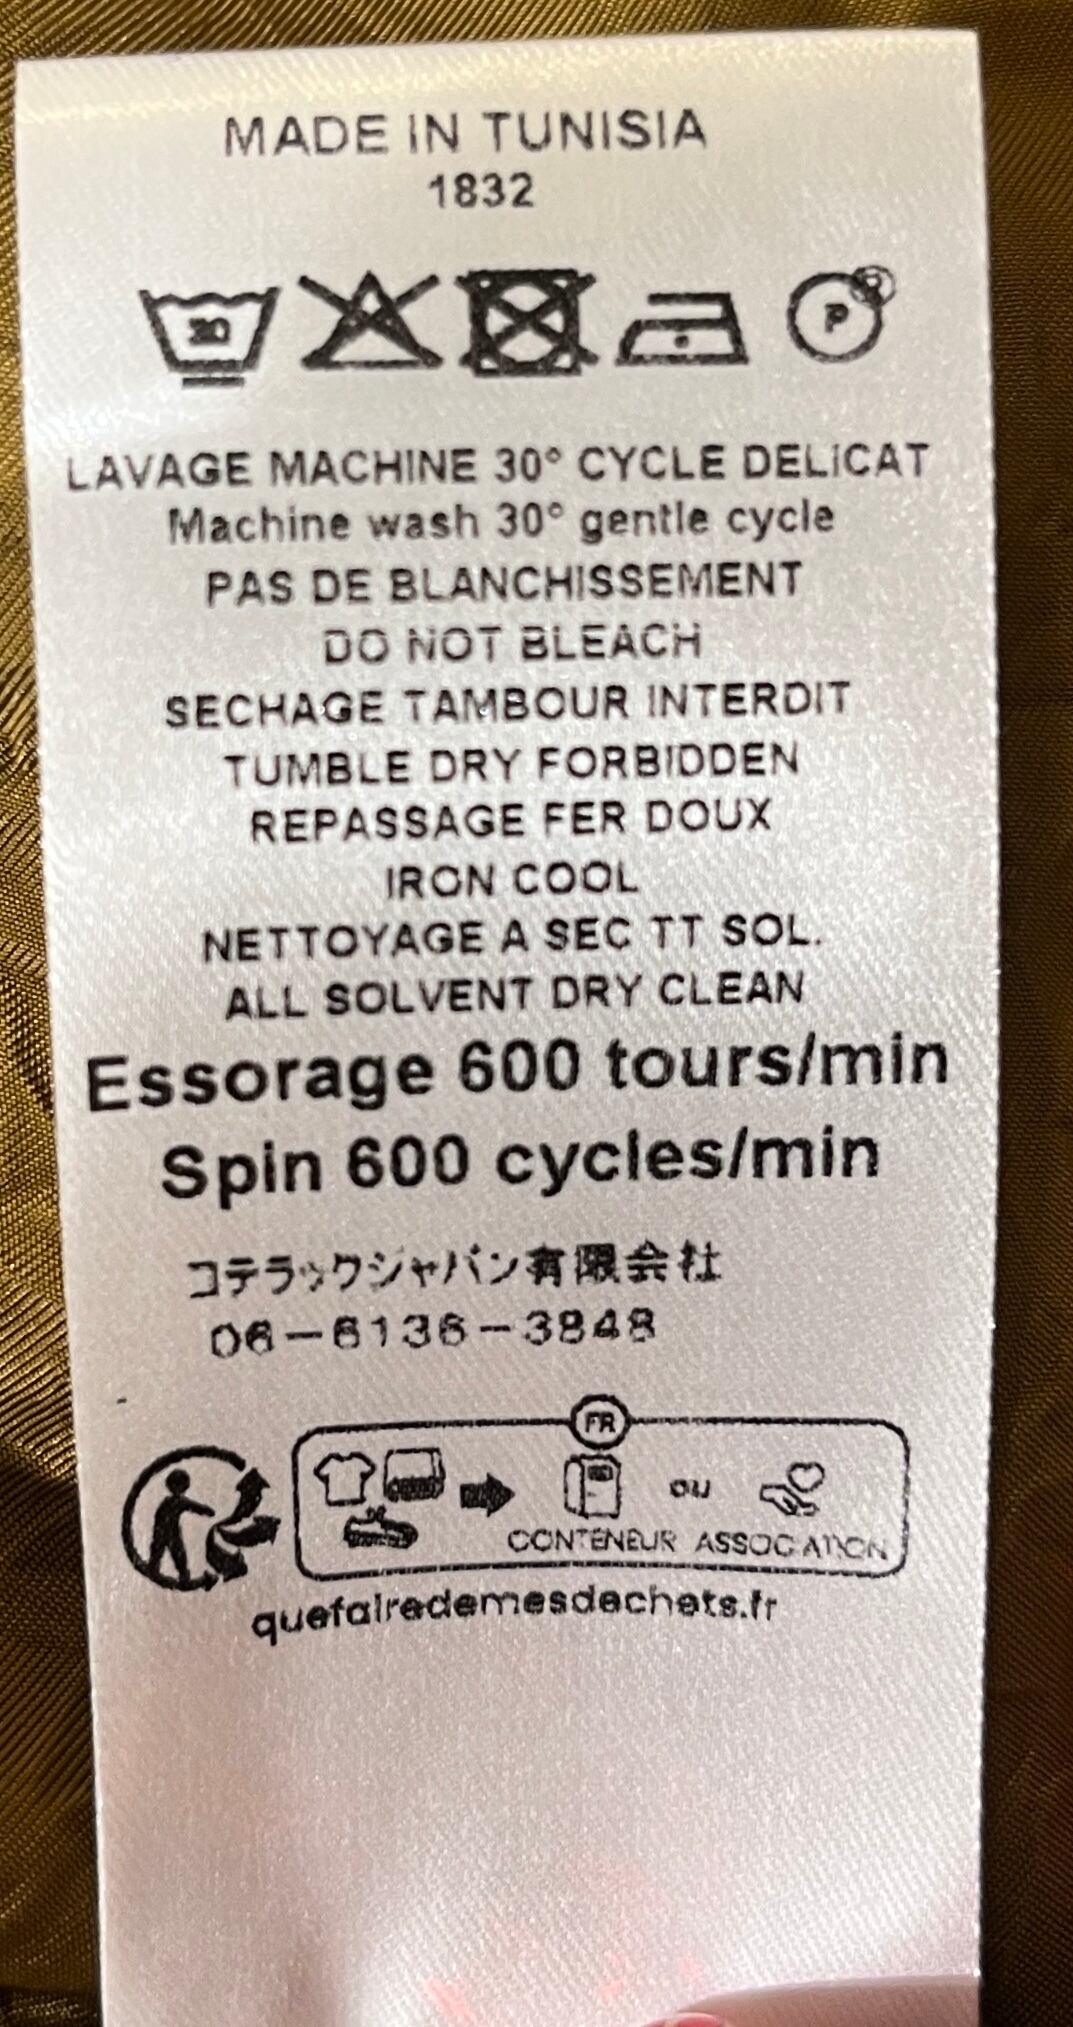 MADE IN TUNISIA
1832
30 P
LAVAGE MACHINE 30° CYCLE DELICAT
Machine wash 30° gentle cycle
PAS DE BLANCHISSEMENT
DO NOT BLEACH
SECHAGE TAMBOUR INTERDIT
TUMBLE DRY FORBIDDEN
REPASSAGE FER DOUX
IRON COOL
NETTOYAGE A SEC TT SOL.
ALL SOLVENT DRY CLEAN
Essorage 600 tours/min
Spin 600 cycles/min
コテラックジャパン有限会社
06-6136-3848
FR
OU
CONTENEUR ASSOCIATION
quefairedemesdechets.fr